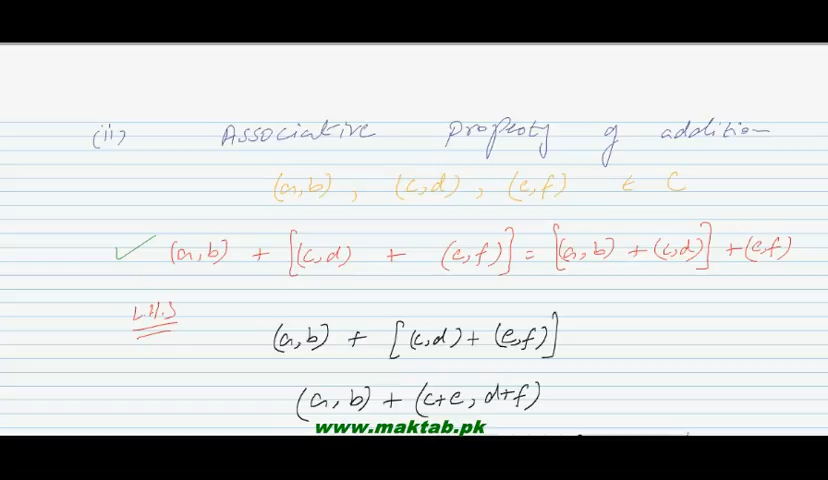 (ii) Associative property of addition
(a,b) , (c,d) , (e,f) ∈ C
✓ (a,b) + [(c,d) + (e,f)] = [(a,b) + (c,d)] + (e,f)
L.H.S
(a,b) + [(c,d) + (e,f)]
(a,b) + (c+e, d+f)
www.maktab.pk